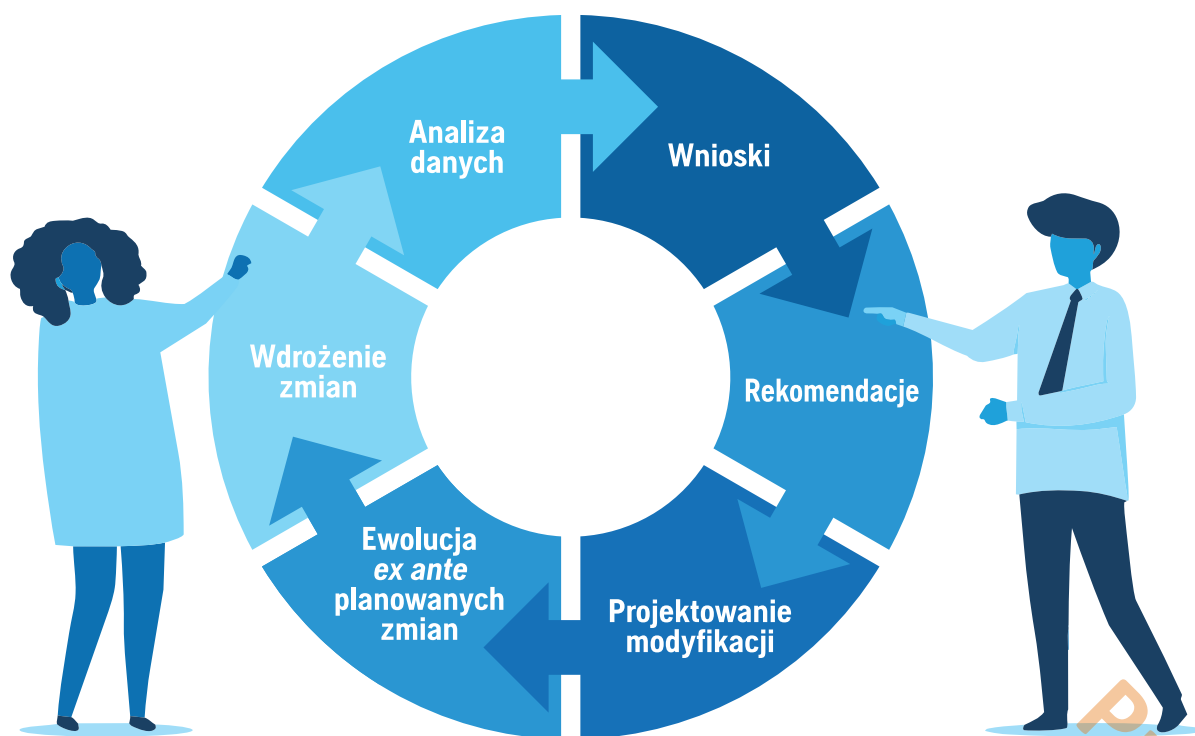 Analiza
danych
Wnioski
Rekomendacje
Projektowanie
modyfikacji
Ewolucja
ex ante
planowanych
zmian
Wdrożenie
zmian